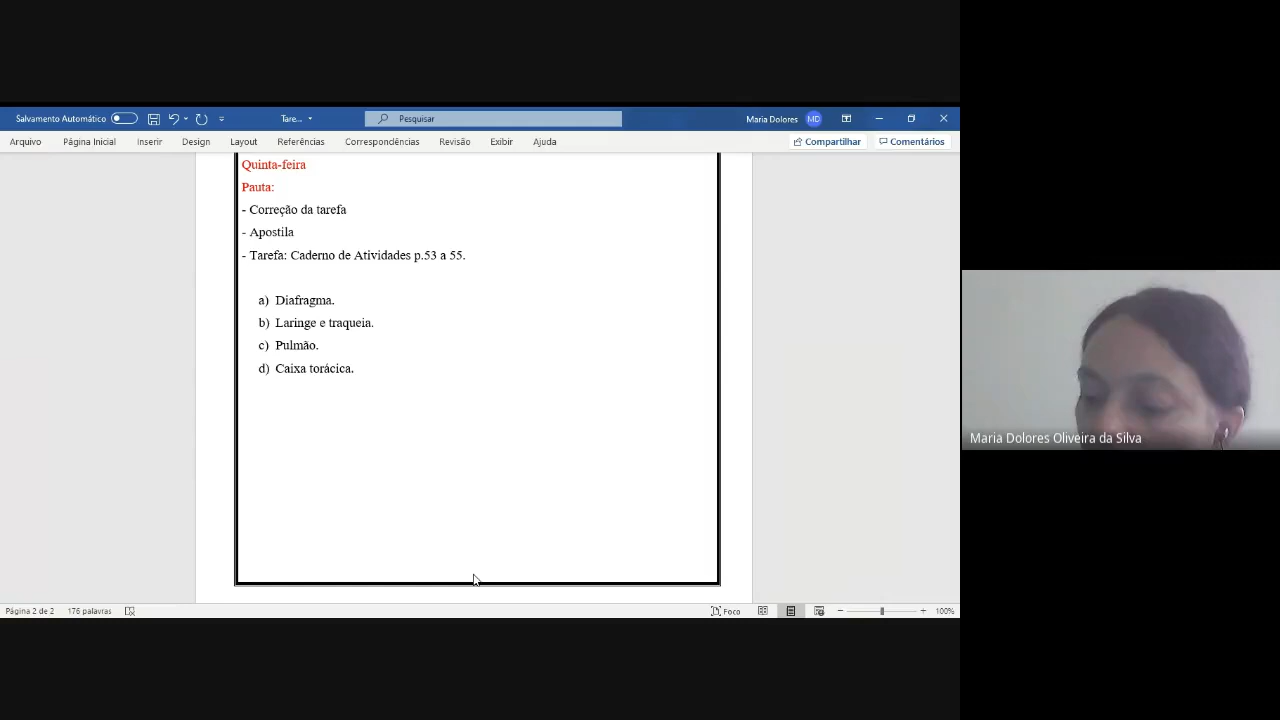 Salvamento Automático
Tare...
Pesquisar
Maria Dolores
MD
Arquivo
Página Inicial
Inserir
Design
Layout
Referências
Correspondências
Revisão
Exibir
Ajuda
Compartilhar
Comentários
Quinta-feira
Pauta:
- Correção da tarefa
- Apostila
- Tarefa: Caderno de Atividades p.53 a 55.
a) Diafragma.
b) Laringe e traqueia.
c) Pulmão.
d) Caixa torácica.
Maria Dolores Oliveira da Silva
Página 2 de 2
176 palavras
Foco
100%